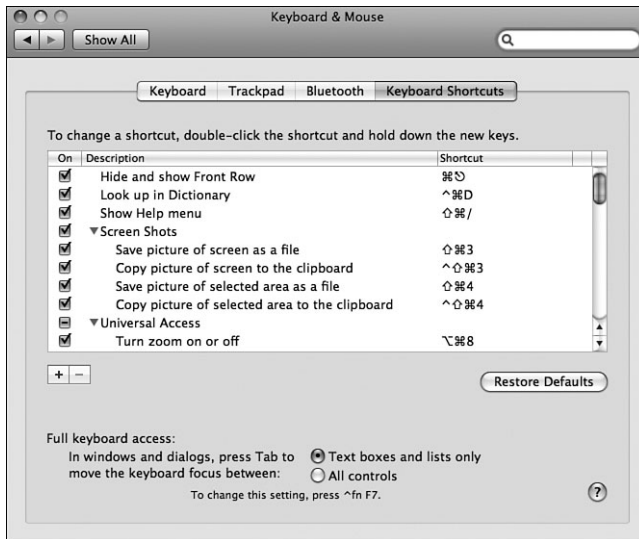 Keyboard & Mouse
Show All
Keyboard Trackpad Bluetooth Keyboard Shortcuts
To change a shortcut, double-click the shortcut and hold down the new keys.
On Description Shortcut
Hide and show Front Row ⌘⎋
Look up in Dictionary ^⌘D
Show Help menu ⇧⌘/
▼Screen Shots
Save picture of screen as a file ⇧⌘3
Copy picture of screen to the clipboard ^⇧⌘3
Save picture of selected area as a file ⇧⌘4
Copy picture of selected area to the clipboard ^⇧⌘4
▼Universal Access
Turn zoom on or off ⌥⌘8
+ −
Restore Defaults
Full keyboard access:
In windows and dialogs, press Tab to Text boxes and lists only
move the keyboard focus between: All controls
To change this setting, press ^fn F7.
?